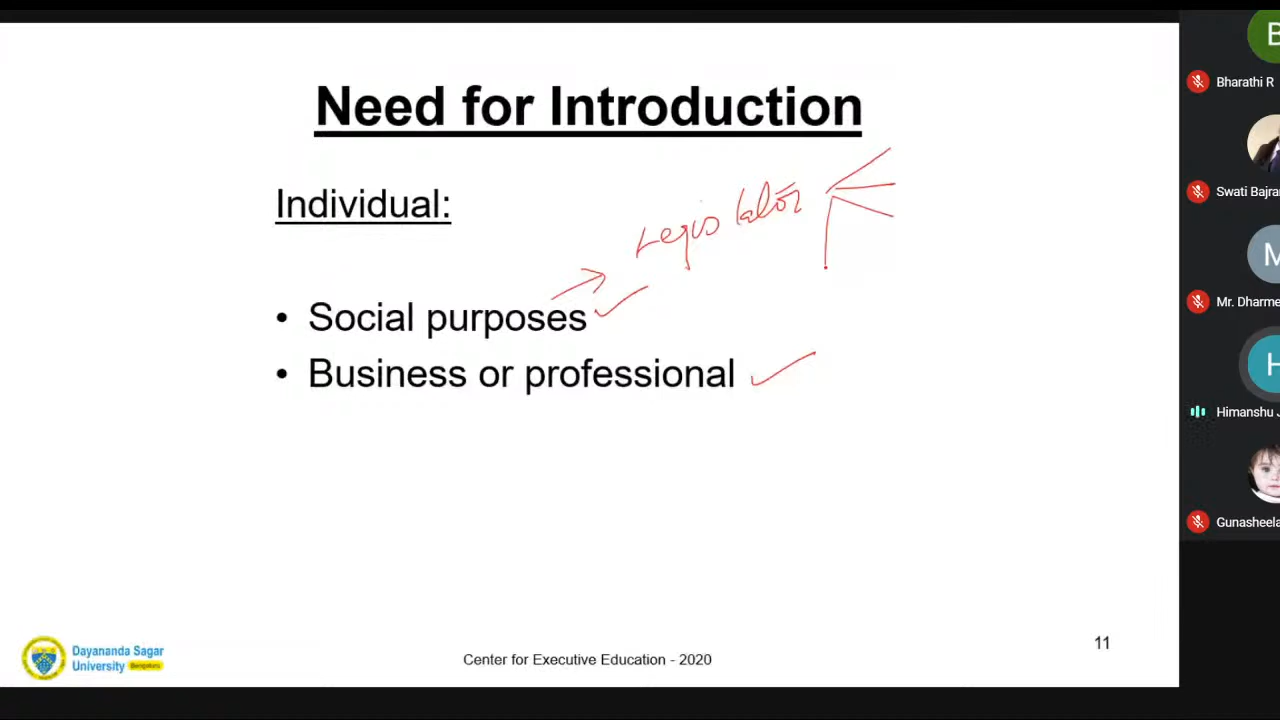 Need for Introduction
Individual:
Legislator
• Social purposes
• Business or professional
Dayananda Sagar
University Bengaluru
Center for Executive Education - 2020
11
B
Bharathi R
Swati Bajra
M
Mr. Dharme
H
Himanshu J
Gunasheela